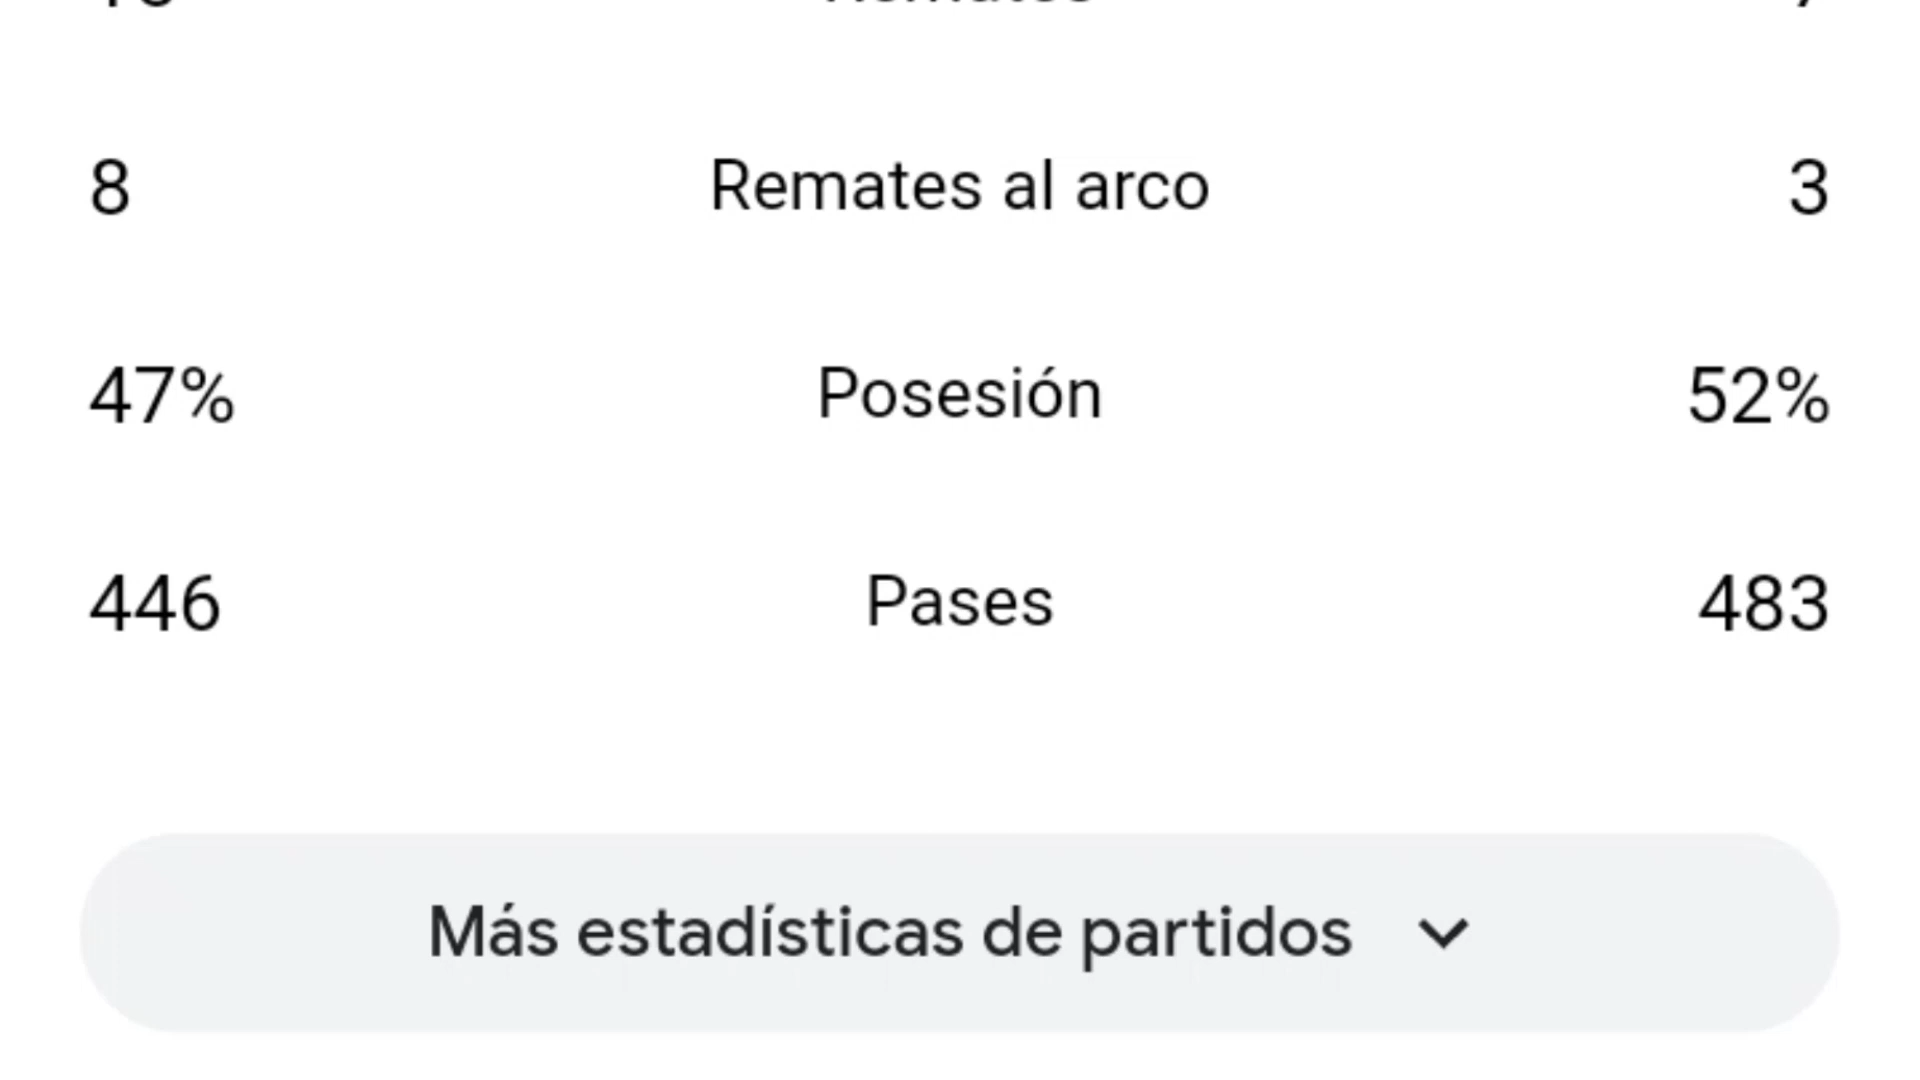 8 Remates al arco 3
47% Posesión 52%
446 Pases 483
Más estadísticas de partidos